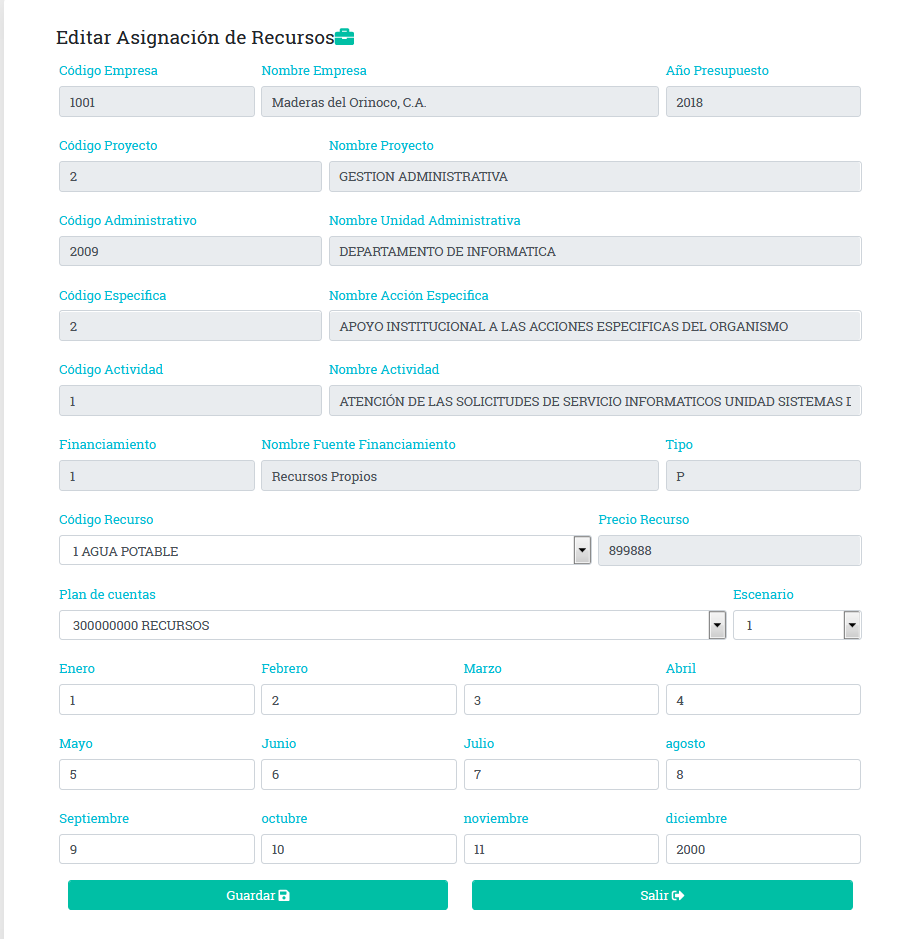 Editar Asignación de Recursos
Código Empresa Nombre Empresa Año Presupuesto
1001 Maderas del Orinoco, C.A. 2018
Código Proyecto Nombre Proyecto
2 GESTION ADMINISTRATIVA
Código Administrativo Nombre Unidad Administrativa
2009 DEPARTAMENTO DE INFORMATICA
Código Especifica Nombre Acción Especifica
2 APOYO INSTITUCIONAL A LAS ACCIONES ESPECIFICAS DEL ORGANISMO
Código Actividad Nombre Actividad
1 ATENCIÓN DE LAS SOLICITUDES DE SERVICIO INFORMATICOS UNIDAD SISTEMAS
Financiamiento Nombre Fuente Financiamiento Tipo
1 Recursos Propios P
Código Recurso Precio Recurso
1 AGUA POTABLE 899888
Plan de cuentas Escenario
300000000 RECURSOS 1
Enero Febrero Marzo Abril
1 2 3 4
Mayo Junio Julio agosto
5 6 7 8
Septiembre octubre noviembre diciembre
9 10 11 2000
Guardar Salir